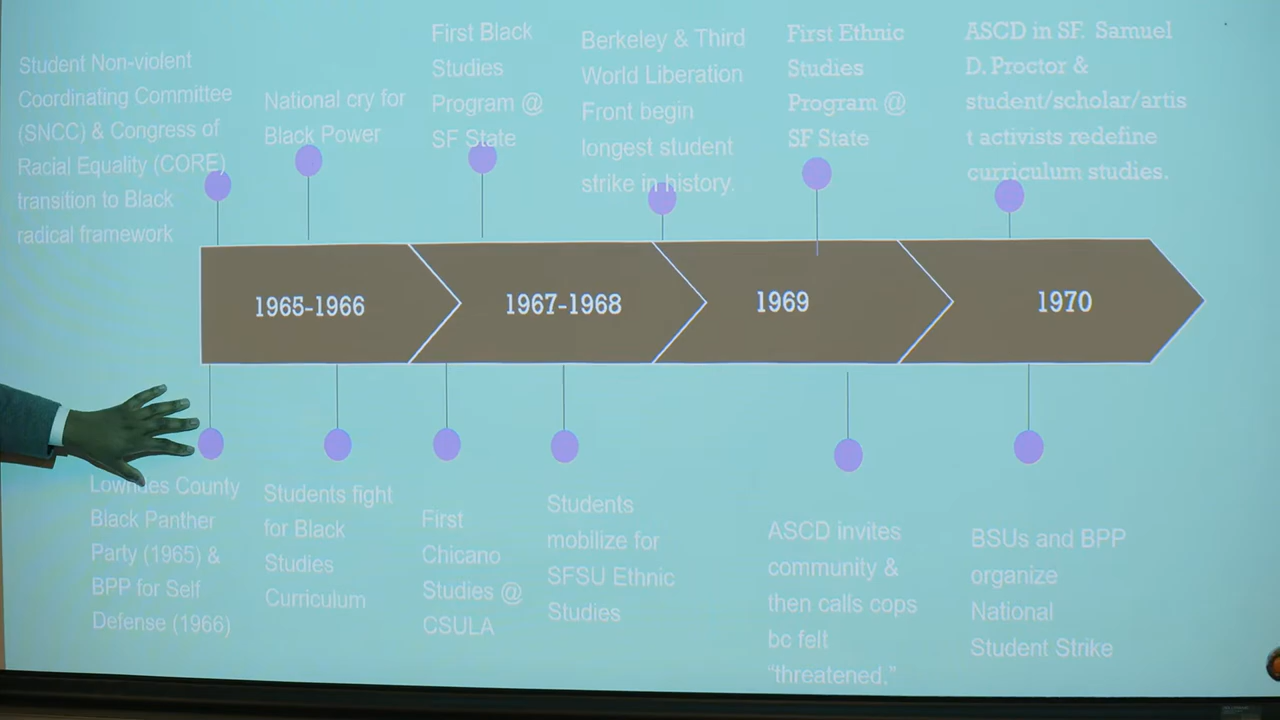 Student Non-violent
Coordinating Committee
(SNCC) & Congress of
Racial Equality (CORE)
transition to Black
radical framework
National cry for
Black Power
First Black
Studies
Program @
SF State
Berkeley & Third
World Liberation
Front begin
longest student
strike in history.
First Ethnic
Studies
Program @
SF State
ASCD in SF. Samuel
D. Proctor &
student/scholar/artis
t activists redefine
curriculum studies.
1965-1966
1967-1968
1969
1970
Lowndes County
Black Panther
Party (1965) &
BPP for Self
Defense (1966)
Students fight
for Black
Studies
Curriculum
First
Chicano
Studies @
CSULA
Students
mobilize for
SFSU Ethnic
Studies
ASCD invites
community &
then calls cops
bc felt
“threatened.”
BSUs and BPP
organize
National
Student Strike